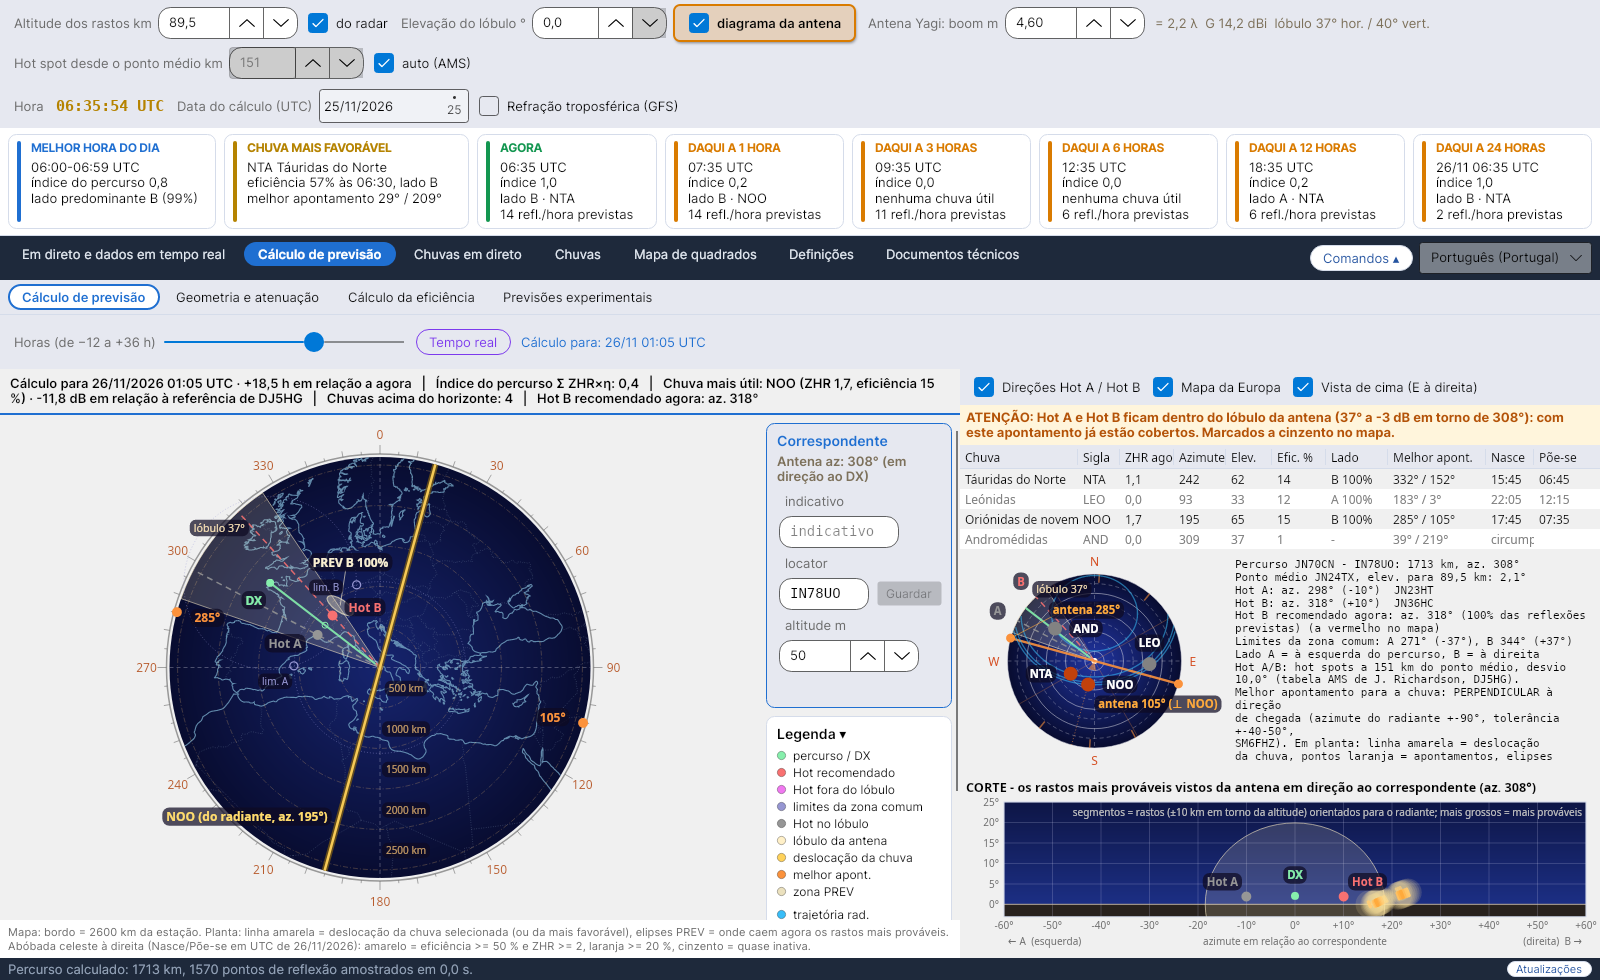 Altitude dos rastos km 89,5 do radar Elevação do lóbulo ° 0,0 diagrama da antena Antena Yagi: boom m 4,60 = 2,2 λ G 14,2 dBi lóbulo 37° hor. / 40° vert.
Hot spot desde o ponto médio km 151 auto (AMS)
Hora 06:35:54 UTC Data do cálculo (UTC) 25/11/2026 25 Refração troposférica (GFS)
MELHOR HORA DO DIA
06:00-06:59 UTC
índice do percurso 0,8
lado predominante B (99%)
CHUVA MAIS FAVORÁVEL
NTA Táuridas do Norte
eficiência 57% às 06:30, lado B
melhor apontamento 29° / 209°
AGORA
06:35 UTC
índice 1,0
lado B · NTA
14 refl./hora previstas
DAQUI A 1 HORA
07:35 UTC
índice 0,2
lado B · NOO
14 refl./hora previstas
DAQUI A 3 HORAS
09:35 UTC
índice 0,0
nenhuma chuva útil
11 refl./hora previstas
DAQUI A 6 HORAS
12:35 UTC
índice 0,0
nenhuma chuva útil
6 refl./hora previstas
DAQUI A 12 HORAS
18:35 UTC
índice 0,2
lado A · NTA
6 refl./hora previstas
DAQUI A 24 HORAS
26/11 06:35 UTC
índice 1,0
lado B · NTA
2 refl./hora previstas
Em direto e dados em tempo real Cálculo de previsão Chuvas em direto Chuvas Mapa de quadrados Definições Documentos técnicos Comandos ▴ Português (Portugal)
Cálculo de previsão Geometria e atenuação Cálculo da eficiência Previsões experimentais
Horas (de −12 a +36 h) Tempo real Cálculo para: 26/11 01:05 UTC
Cálculo para 26/11/2026 01:05 UTC · +18,5 h em relação a agora | Índice do percurso Σ ZHR×η: 0,4 | Chuva mais útil: NOO (ZHR 1,7, eficiência 15
%) · -11,8 dB em relação à referência de DJ5HG | Chuvas acima do horizonte: 4 | Hot B recomendado agora: az. 318°
0
330 30
300 60
270 90
240 120
210 150
180
lóbulo 37°
PREV B 100%
lim. B
DX
Hot B
285°
Hot A
lim. A
500 km
105°
1000 km
1500 km
2000 km
NOO (do radiante, az. 195°)
2500 km
Correspondente
Antena az: 308° (em
direção ao DX)
indicativo
indicativo
locator
IN78UO Guardar
altitude m
50
Legenda ▾
percurso / DX
Hot recomendado
Hot fora do lóbulo
limites da zona comum
Hot no lóbulo
lóbulo da antena
deslocação da chuva
melhor apont.
zona PREV
trajetória rad.
Mapa: bordo = 2600 km da estação. Planta: linha amarela = deslocação da chuva selecionada (ou da mais favorável), elipses PREV = onde caem agora os rastos mais prováveis.
Abóbada celeste à direita (Nasce/Põe-se em UTC de 26/11/2026): amarelo = eficiência >= 50 % e ZHR >= 2, laranja >= 20 %, cinzento = quase inativa.
Direções Hot A / Hot B Mapa da Europa Vista de cima (E à direita)
ATENÇÃO: Hot A e Hot B ficam dentro do lóbulo da antena (37° a -3 dB em torno de 308°): com
este apontamento já estão cobertos. Marcados a cinzento no mapa.
Chuva Sigla ZHR ago Azimute Elev. Efic. % Lado Melhor apont. Nasce Põe-se
Táuridas do Norte NTA 1,1 242 62 14 B 100% 332° / 152° 15:45 06:45
Leónidas LEO 0,0 93 33 12 A 100% 183° / 3° 22:05 12:15
Oriónidas de novem NOO 1,7 195 65 15 B 100% 285° / 105° 17:45 07:35
Andromédidas AND 0,0 309 37 1 - 39° / 219° circump
N
B
lóbulo 37°
A
antena 285°
AND
LEO
W E
NTA
NOO
antena 105° (⊥ NOO)
S
Percurso JN70CN - IN78UO: 1713 km, az. 308°
Ponto médio JN24TX, elev. para 89,5 km: 2,1°
Hot A: az. 298° (-10°) JN23HT
Hot B: az. 318° (+10°) JN36HC
Hot B recomendado agora: az. 318° (100% das reflexões
previstas) (a vermelho no mapa)
Limites da zona comum: A 271° (-37°), B 344° (+37°)
Lado A = à esquerda do percurso, B = à direita
Hot A/B: hot spots a 151 km do ponto médio, desvio
10,0° (tabela AMS de J. Richardson, DJ5HG).
Melhor apontamento para a chuva: PERPENDICULAR à
direção
de chegada (azimute do radiante +-90°, tolerância
+-40-50°,
SM6FHZ). Em planta: linha amarela = deslocação
da chuva, pontos laranja = apontamentos, elipses
CORTE - os rastos mais prováveis vistos da antena em direção ao correspondente (az. 308°)
segmentos = rastos (±10 km em torno da altitude) orientados para o radiante; mais grossos = mais prováveis
25°
20°
15°
10°
5°
0°
Hot A DX Hot B
-60° -50° -40° -30° -20° -10° 0° +10° +20° +30° +40° +50° +60°
← A (esquerda) azimute em relação ao correspondente (direita) B →
Percurso calculado: 1713 km, 1570 pontos de reflexão amostrados em 0,0 s. Atualizações